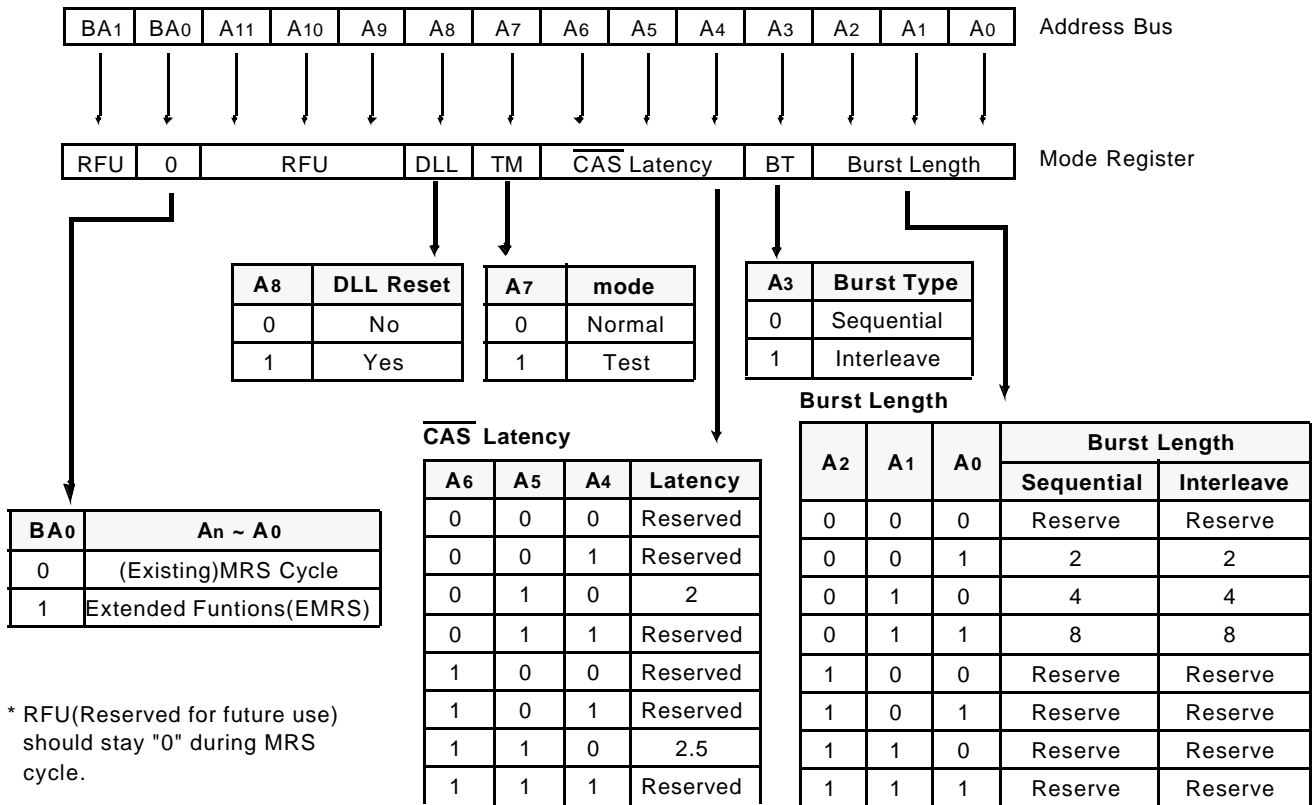 BA1 BA0 A11 A10 A9 A8 A7 A6 A5 A4 A3 A2 A1 A0 Address Bus
RFU 0 RFU DLL TM CAS Latency BT Burst Length Mode Register
A8 DLL Reset
0 No
1 Yes
A7 mode
0 Normal
1 Test
A3 Burst Type
0 Sequential
1 Interleave
BA0 An ~ A0
0 (Existing)MRS Cycle
1 Extended Funtions(EMRS)
* RFU(Reserved for future use)
should stay "0" during MRS
cycle.
CAS Latency
A6 A5 A4 Latency
0 0 0 Reserved
0 0 1 Reserved
0 1 0 2
0 1 1 Reserved
1 0 0 Reserved
1 0 1 Reserved
1 1 0 2.5
1 1 1 Reserved
Burst Length
A2 A1 A0 Burst Length
Sequential Interleave
0 0 0 Reserve Reserve
0 0 1 2 2
0 1 0 4 4
0 1 1 8 8
1 0 0 Reserve Reserve
1 0 1 Reserve Reserve
1 1 0 Reserve Reserve
1 1 1 Reserve Reserve